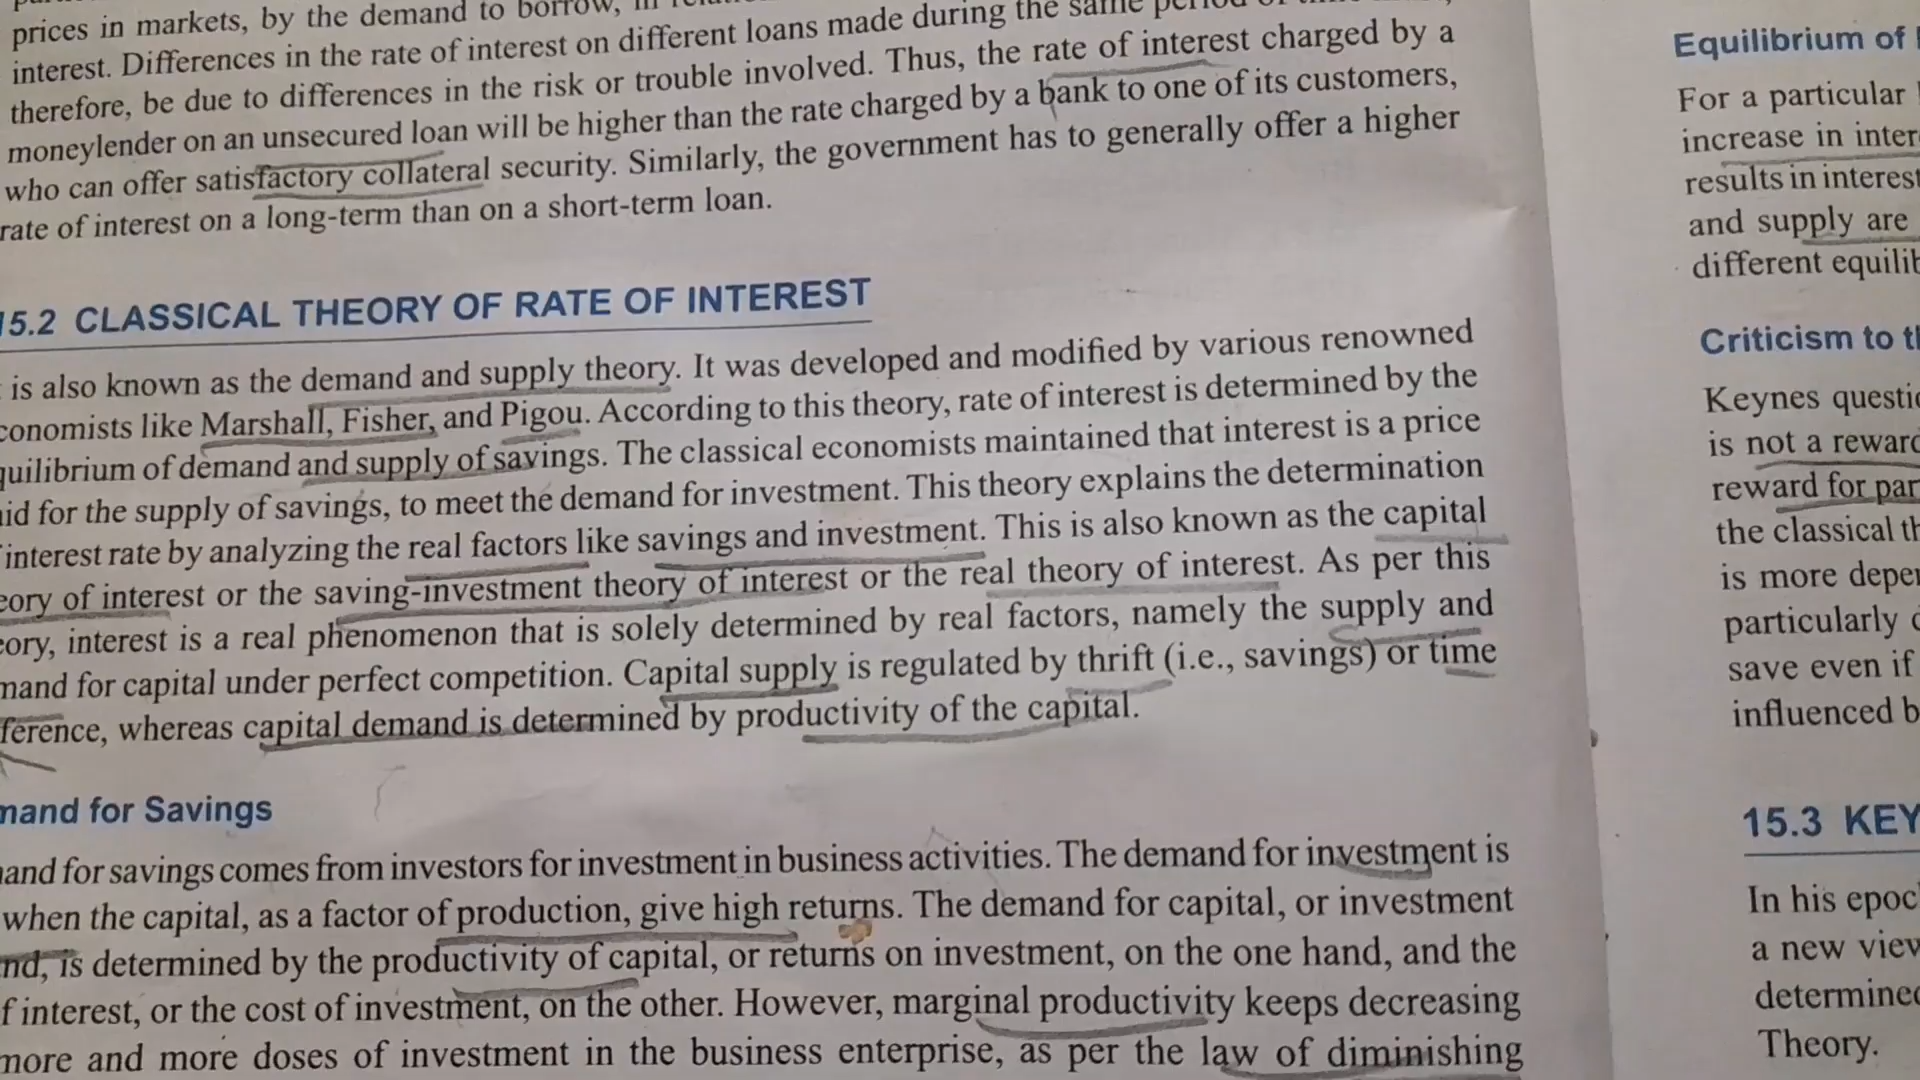 prices in markets, by the demand to borrow, in
interest. Differences in the rate of interest on different loans made during the same
therefore, be due to differences in the risk or trouble involved. Thus, the rate of interest charged by a
moneylender on an unsecured loan will be higher than the rate charged by a bank to one of its customers,
who can offer satisfactory collateral security. Similarly, the government has to generally offer a higher
rate of interest on a long-term than on a short-term loan.
15.2 CLASSICAL THEORY OF RATE OF INTEREST
is also known as the demand and supply theory. It was developed and modified by various renowned
conomists like Marshall, Fisher, and Pigou. According to this theory, rate of interest is determined by the
quilibrium of demand and supply of savings. The classical economists maintained that interest is a price
aid for the supply of savings, to meet the demand for investment. This theory explains the determination
interest rate by analyzing the real factors like savings and investment. This is also known as the capital
eory of interest or the saving-investment theory of interest or the real theory of interest. As per this
eory, interest is a real phenomenon that is solely determined by real factors, namely the supply and
mand for capital under perfect competition. Capital supply is regulated by thrift (i.e., savings) or time
ference, whereas capital demand is determined by productivity of the capital.
mand for Savings
and for savings comes from investors for investment in business activities. The demand for investment is
when the capital, as a factor of production, give high returns. The demand for capital, or investment
nd, is determined by the productivity of capital, or returns on investment, on the one hand, and the
f interest, or the cost of investment, on the other. However, marginal productivity keeps decreasing
more and more doses of investment in the business enterprise, as per the law of diminishing
Equilibrium of
For a particular
increase in inter
results in interest
and supply are
different equilib
Criticism to th
Keynes questio
is not a reward
reward for par
the classical th
is more depen
particularly
save even if
influenced b
15.3 KEY
In his epoc
a new view
determined
Theory.